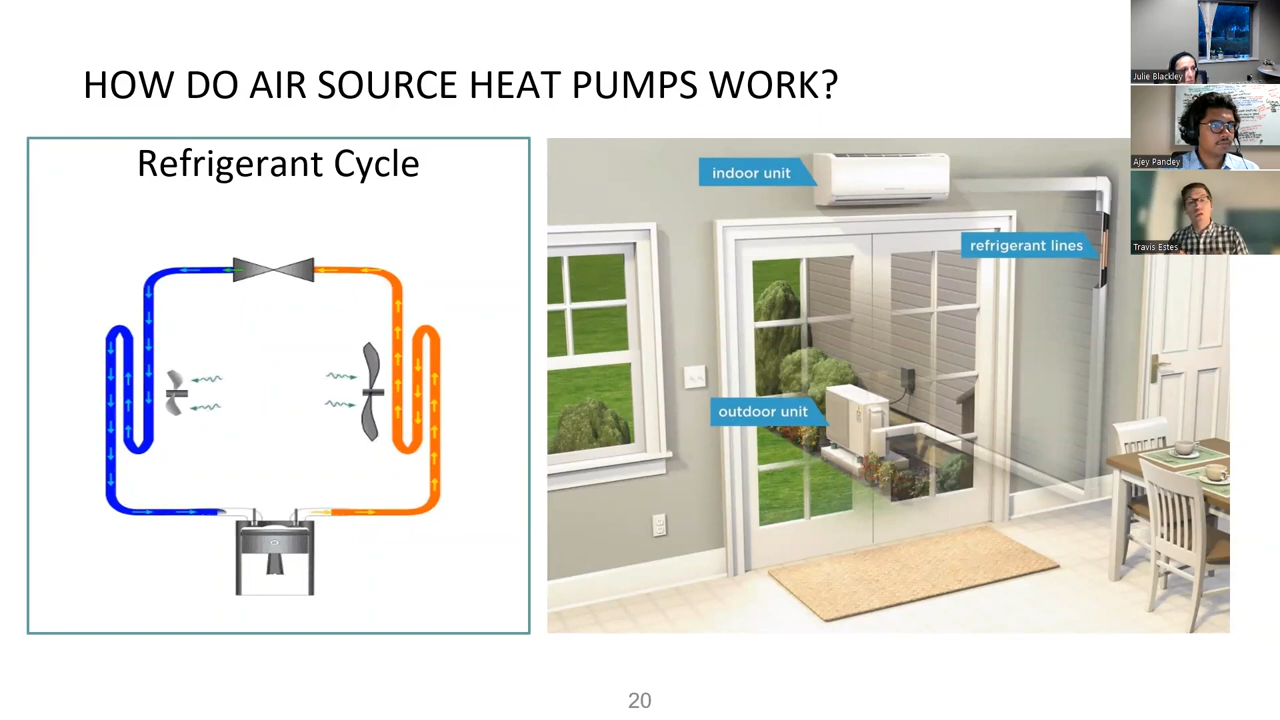 HOW DO AIR SOURCE HEAT PUMPS WORK?
Refrigerant Cycle
indoor unit
refrigerant lines
outdoor unit
Julie Blackley
Ajey Pandey
Travis Estes
20